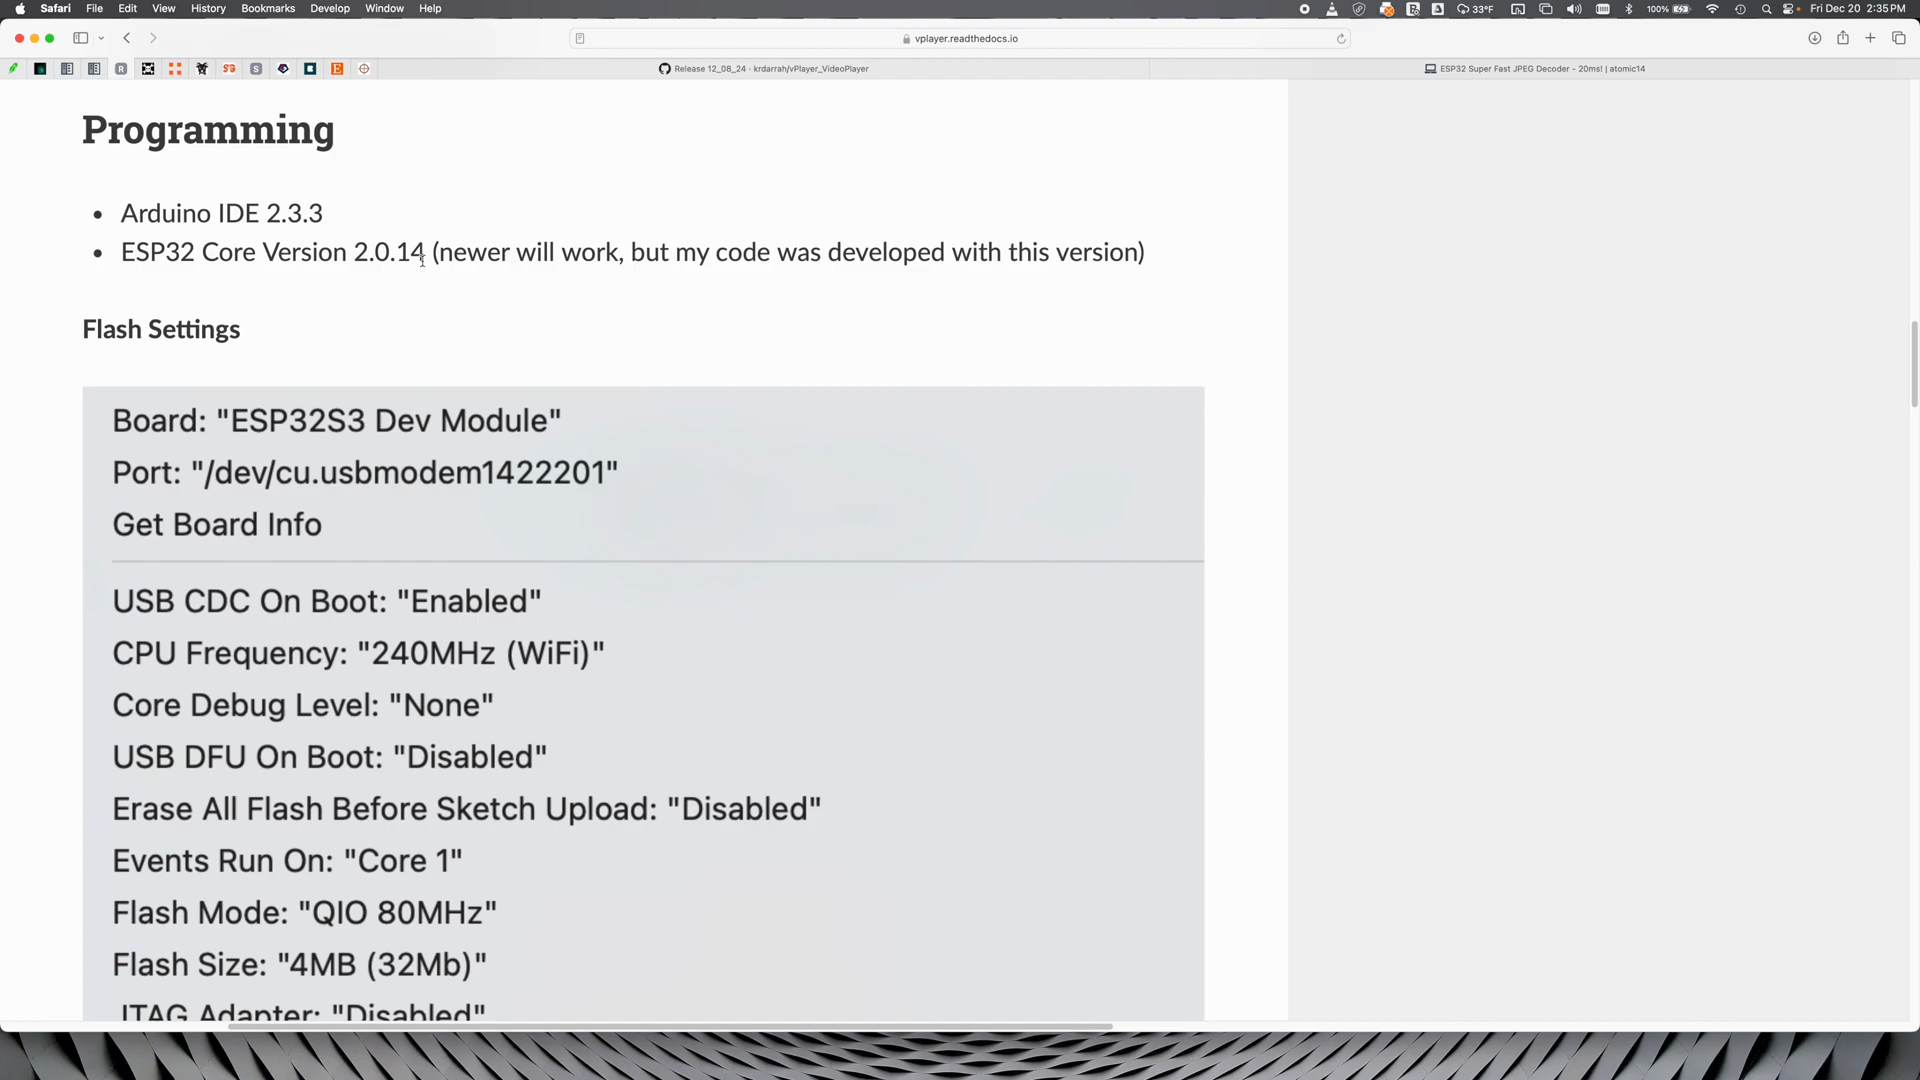 Safari File Edit View History Bookmarks Develop Window Help
33°F 100% Fri Dec 20 2:35 PM
vplayer.readthedocs.io
R SG S E
Release 12_08_24 · krdarrah/vPlayer_VideoPlayer
ESP32 Super Fast JPEG Decoder - 20ms! | atomic14
Programming
• Arduino IDE 2.3.3
• ESP32 Core Version 2.0.14 (newer will work, but my code was developed with this version)
Flash Settings
Board: "ESP32S3 Dev Module"
Port: "/dev/cu.usbmodem1422201"
Get Board Info
USB CDC On Boot: "Enabled"
CPU Frequency: "240MHz (WiFi)"
Core Debug Level: "None"
USB DFU On Boot: "Disabled"
Erase All Flash Before Sketch Upload: "Disabled"
Events Run On: "Core 1"
Flash Mode: "QIO 80MHz"
Flash Size: "4MB (32Mb)"
JTAG Adapter: "Disabled"